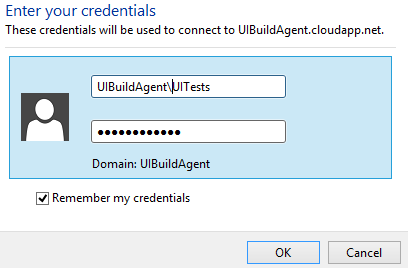 Enter your credentials
These credentials will be used to connect to UIBuildAgent.cloudapp.net.
UIBuildAgent\UITests
●●●●●●●●●●●●
Domain: UIBuildAgent
Remember my credentials
OK Cancel